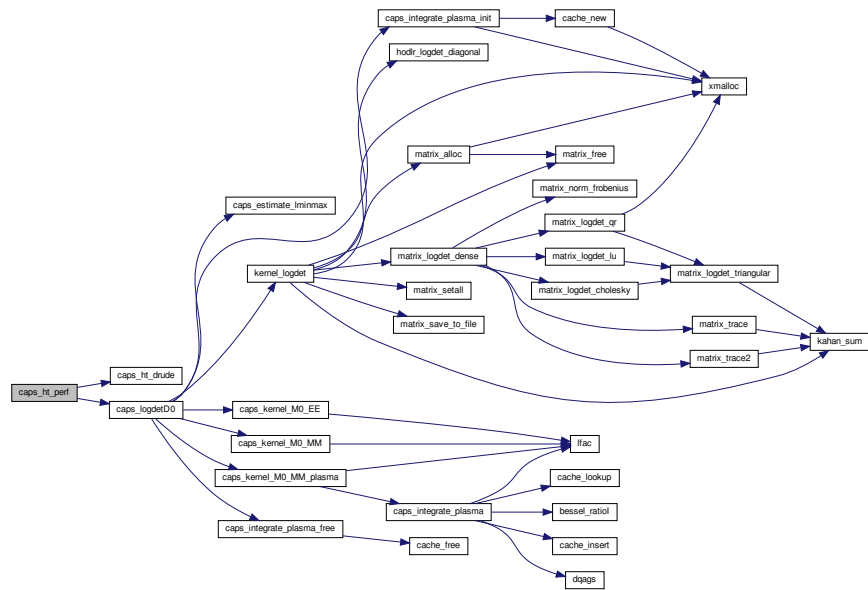 caps_integrate_plasma_init
cache_new
hodlr_logdet_diagonal
xmalloc
matrix_alloc
matrix_free
matrix_norm_frobenius
caps_estimate_lminmax
matrix_logdet_qr
matrix_logdet_dense
matrix_logdet_lu
kernel_logdet
matrix_logdet_triangular
matrix_setall
matrix_logdet_cholesky
matrix_save_to_file
matrix_trace
kahan_sum
matrix_trace2
caps_ht_drude
caps_ht_perf
caps_logdetD0
caps_kernel_M0_EE
caps_kernel_M0_MM
lfac
caps_kernel_M0_MM_plasma
cache_lookup
caps_integrate_plasma
bessel_ratioI
caps_integrate_plasma_free
cache_free
cache_insert
dqags